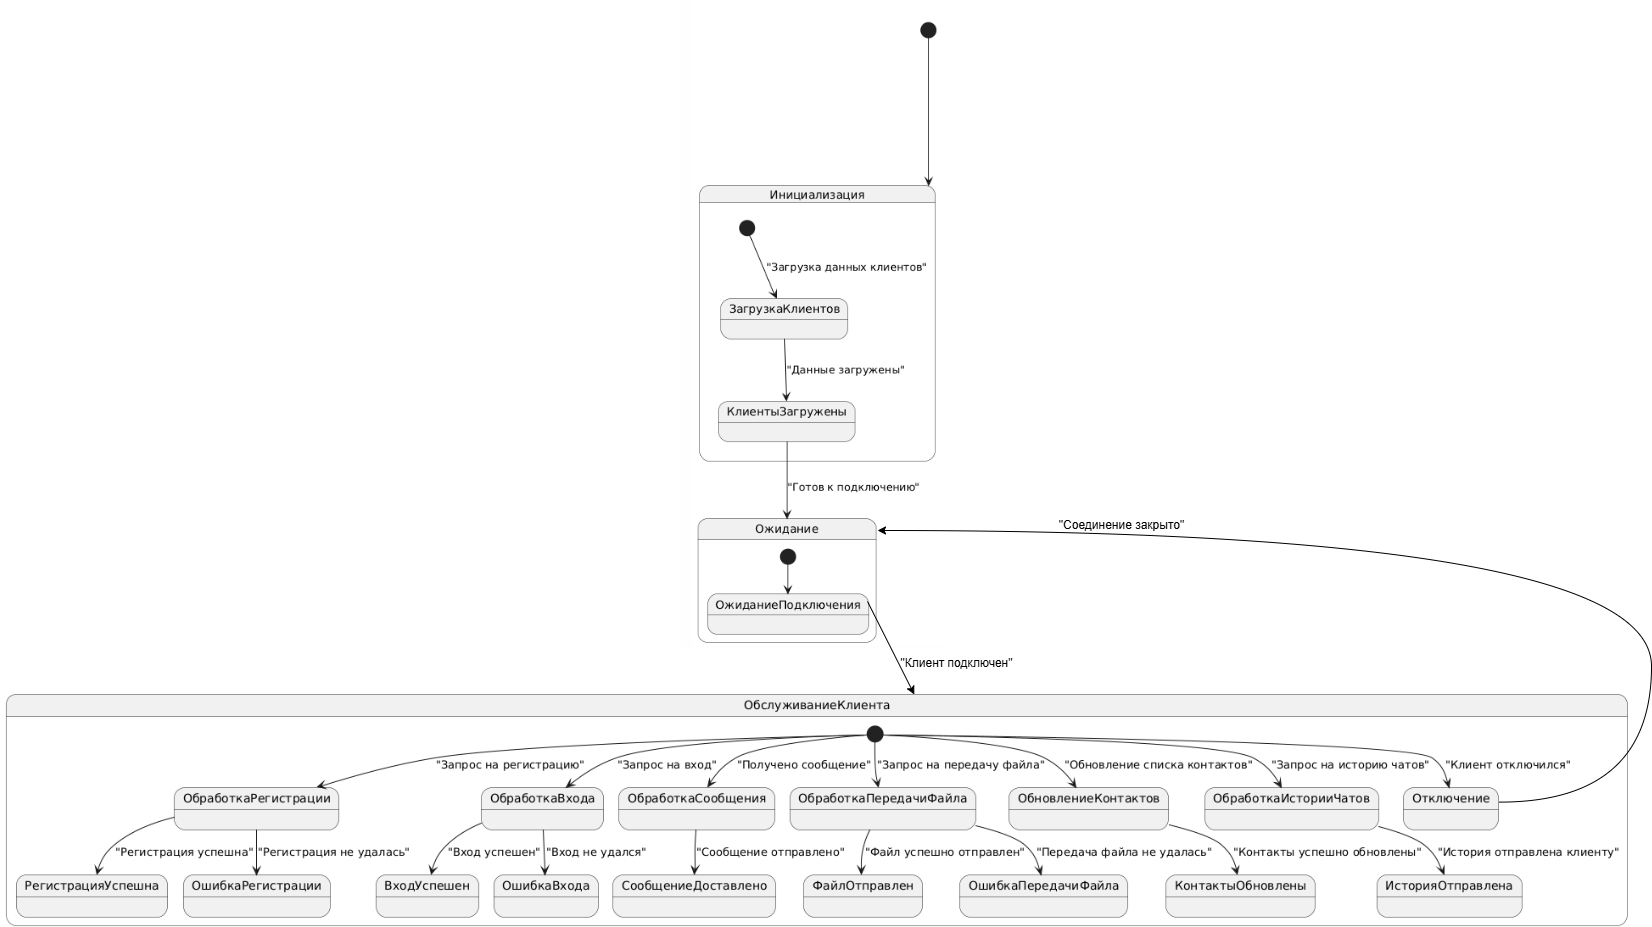 Инициализация
"Загрузка данных клиентов"
ЗагрузкаКлиентов
"Данные загружены"
КлиентыЗагружены
"Готов к подключению"
Ожидание
"Соединение закрыто"
ОжиданиеПодключения
"Клиент подключен"
ОбслуживаниеКлиента
"Запрос на регистрацию"
"Запрос на вход"
"Получено сообщение"
"Запрос на передачу файла"
"Обновление списка контактов"
"Запрос на историю чатов"
"Клиент отключился"
ОбработкаРегистрации
ОбработкаВхода
ОбработкаСообщения
ОбработкаПередачиФайла
ОбновлениеКонтактов
ОбработкаИсторииЧатов
Отключение
"Регистрация успешна"
"Регистрация не удалась"
"Вход успешен"
"Вход не удался"
"Сообщение отправлено"
"Файл успешно отправлен"
"Передача файла не удалась"
"Контакты успешно обновлены"
"История отправлена клиенту"
РегистрацияУспешна
ОшибкаРегистрации
ВходУспешен
ОшибкаВхода
СообщениеДоставлено
ФайлОтправлен
ОшибкаПередачиФайла
КонтактыОбновлены
ИсторияОтправлена